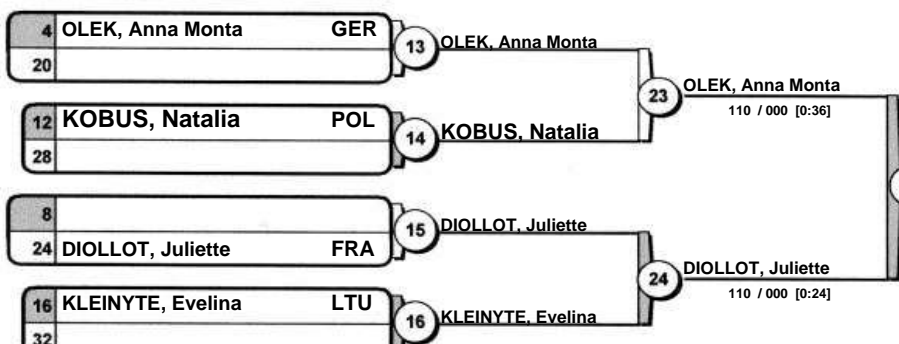 4 OLEK, Anna Monta GER
20
13 OLEK, Anna Monta
12 KOBUS, Natalia POL
28
14 KOBUS, Natalia
23 OLEK, Anna Monta
110 / 000 [0:36]
8
24 DIOLLOT, Juliette FRA
15 DIOLLOT, Juliette
16 KLEINYTE, Evelina LTU
32
16 KLEINYTE, Evelina
24 DIOLLOT, Juliette
110 / 000 [0:24]